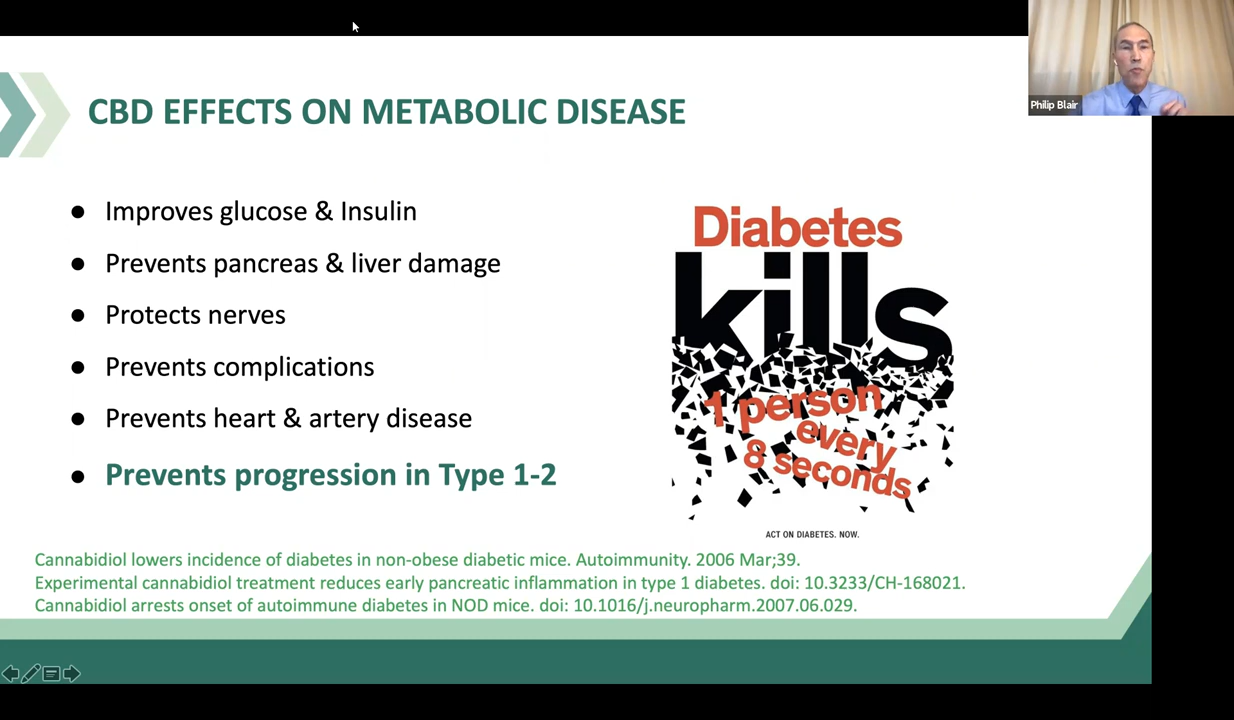 Philip Blair
CBD EFFECTS ON METABOLIC DISEASE
● Improves glucose & Insulin
● Prevents pancreas & liver damage
● Protects nerves
● Prevents complications
● Prevents heart & artery disease
● Prevents progression in Type 1-2
Diabetes
kills
1 person
every
8 seconds
ACT ON DIABETES. NOW.
Cannabidiol lowers incidence of diabetes in non-obese diabetic mice. Autoimmunity. 2006 Mar;39.
Experimental cannabidiol treatment reduces early pancreatic inflammation in type 1 diabetes. doi: 10.3233/CH-168021.
Cannabidiol arrests onset of autoimmune diabetes in NOD mice. doi: 10.1016/j.neuropharm.2007.06.029.